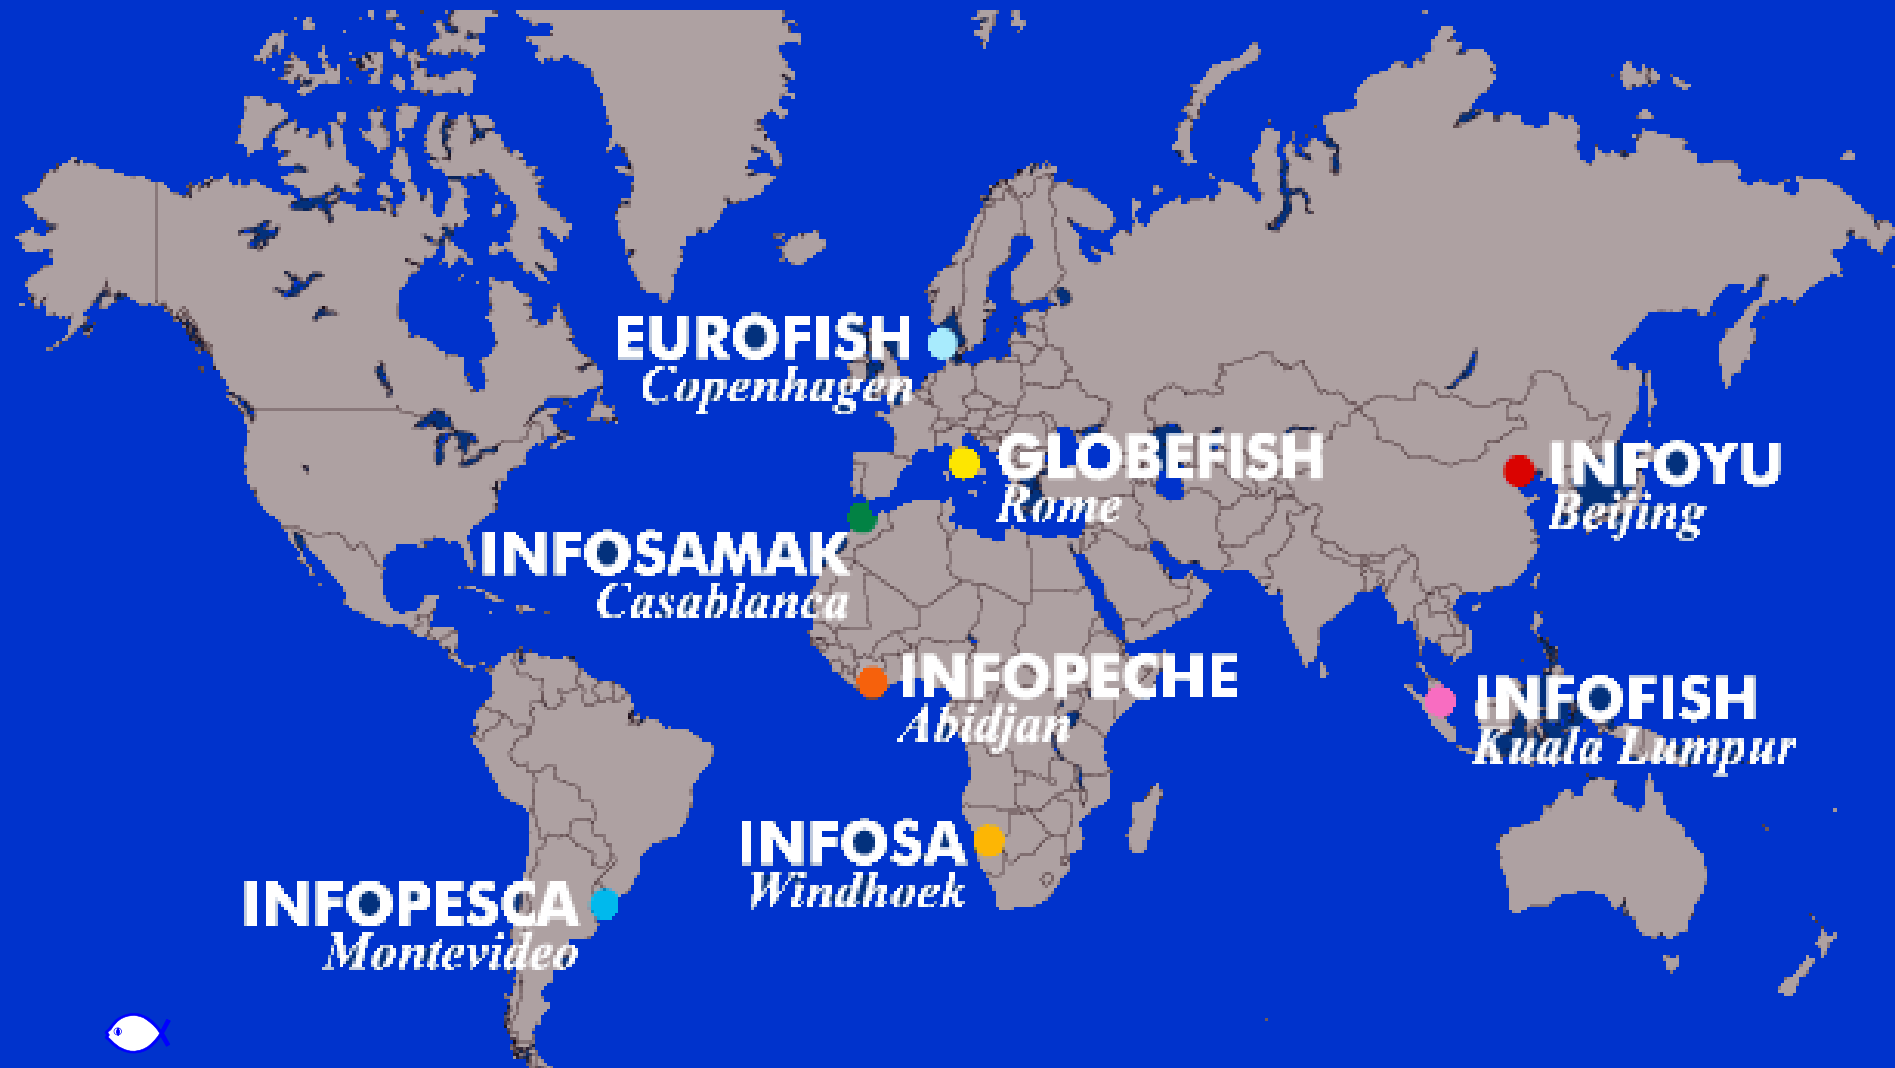 EUROFISH
Copenhagen
GLOBEFISH
Rome
INFOYU
Beijing
INFOSAMAK
Casablanca
INFOPECHE
Abidjan
INFOFISH
Kuala Lumpur
INFOSA
Windhoek
INFOPESCA
Montevideo